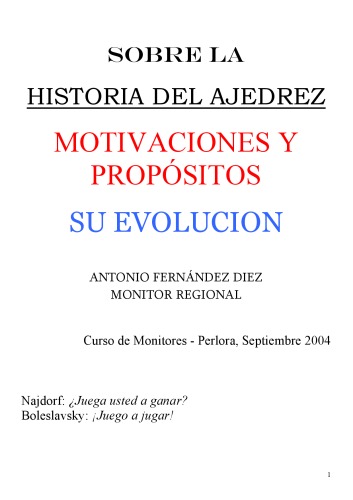 SOBRE LA
HISTORIA DEL AJEDREZ
MOTIVACIONES Y
PROPÓSITOS
SU EVOLUCION
ANTONIO FERNÁNDEZ DIEZ
MONITOR REGIONAL
Curso de Monitores - Perlora, Septiembre 2004
Najdorf: ¿Juega usted a ganar?
Boleslavsky: ¡Juego a jugar!
1